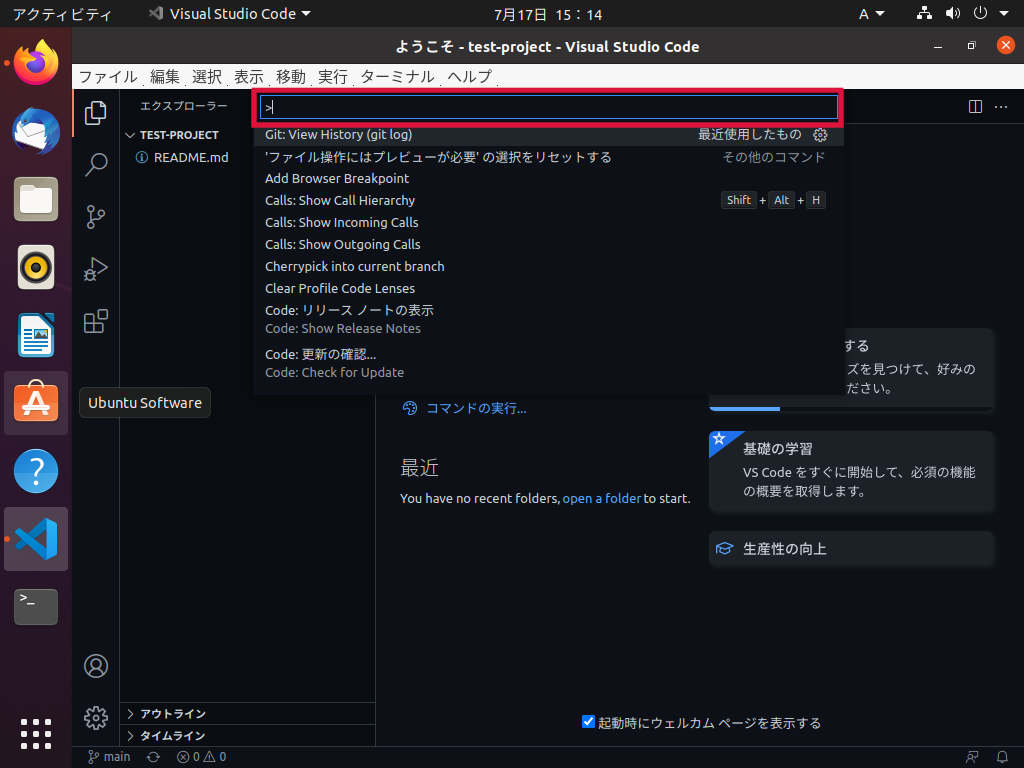 アクティビティ
Visual Studio Code
7月17日 15:14
A
ようこそ - test-project - Visual Studio Code
ファイル 編集 選択 表示 移動 実行 ターミナル ヘルプ
エクスプローラー
>
TEST-PROJECT
README.md
Git: View History (git log) 最近使用したもの
'ファイル操作にはプレビューが必要' の選択をリセットする その他のコマンド
Add Browser Breakpoint
Calls: Show Call Hierarchy Shift + Alt + H
Calls: Show Incoming Calls
Calls: Show Outgoing Calls
Cherrypick into current branch
Clear Profile Code Lenses
Code: リリース ノートの表示
Code: Show Release Notes
Code: 更新の確認...
Code: Check for Update
する
ズを見つけて、好みの
ださい。
Ubuntu Software
コマンドの実行...
最近
You have no recent folders, open a folder to start.
基礎の学習
VS Code をすぐに開始して、必須の機能
の概要を取得します。
生産性の向上
アウトライン
タイムライン
起動時にウェルカム ページを表示する
main 0 0